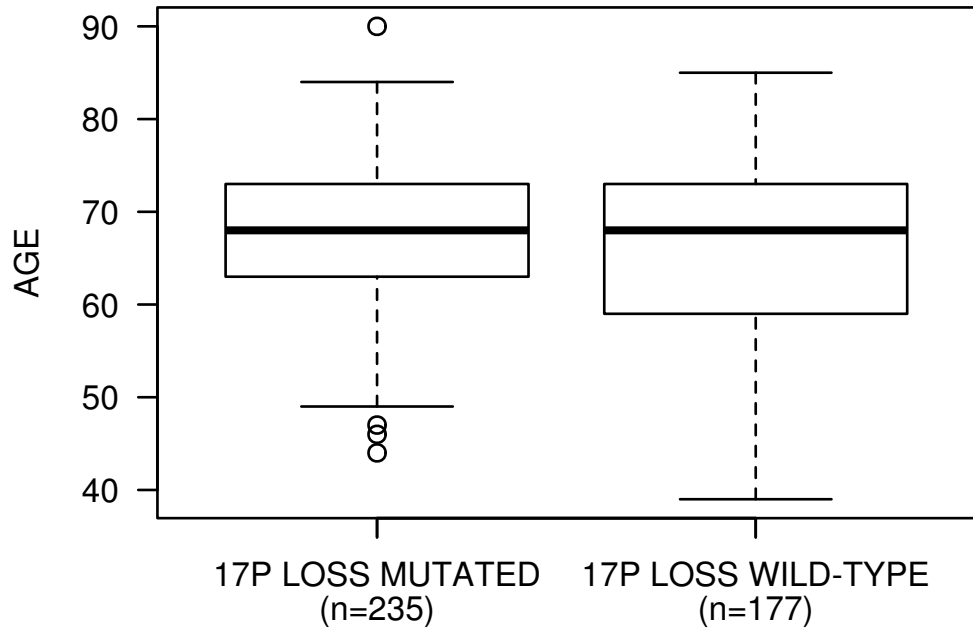 90
80
70
60
50
40
AGE
17P LOSS MUTATED
(n=235)
17P LOSS WILD-TYPE
(n=177)